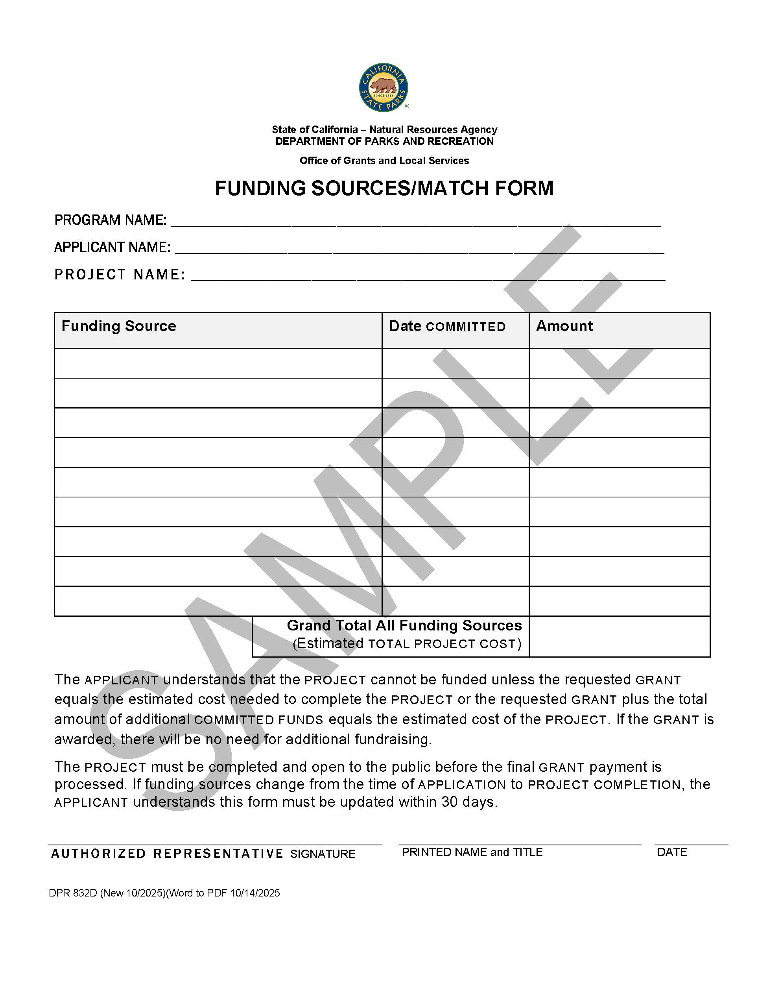 CALIFORNIA
SINCE 1864
STATE PARKS
®
State of California – Natural Resources Agency
DEPARTMENT OF PARKS AND RECREATION
Office of Grants and Local Services
FUNDING SOURCES/MATCH FORM
PROGRAM NAME:
APPLICANT NAME:
PROJECT NAME:
Funding Source Date COMMITTED Amount
Grand Total All Funding Sources
(Estimated TOTAL PROJECT COST)
SAMPLE
The APPLICANT understands that the PROJECT cannot be funded unless the requested GRANT
equals the estimated cost needed to complete the PROJECT or the requested GRANT plus the total
amount of additional COMMITTED FUNDS equals the estimated cost of the PROJECT. If the GRANT is
awarded, there will be no need for additional fundraising.
The PROJECT must be completed and open to the public before the final GRANT payment is
processed. If funding sources change from the time of APPLICATION to PROJECT COMPLETION, the
APPLICANT understands this form must be updated within 30 days.
AUTHORIZED REPRESENTATIVE SIGNATURE PRINTED NAME and TITLE DATE
DPR 832D (New 10/2025)(Word to PDF 10/14/2025